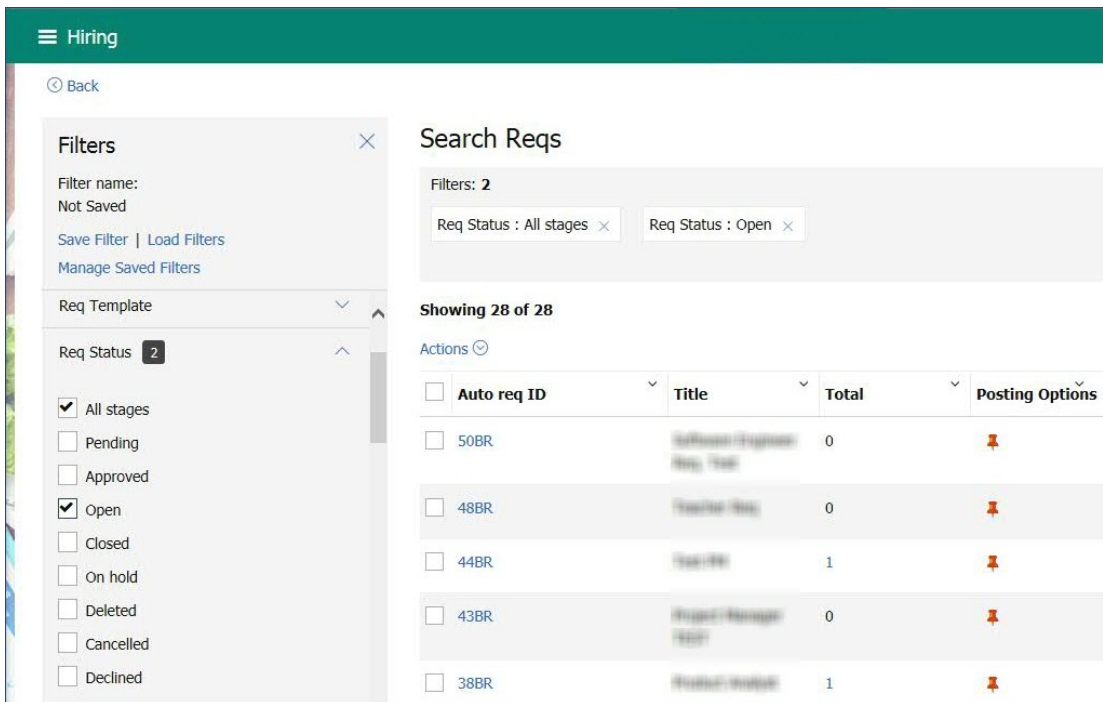 Hiring
Back
Filters
Filter name:
Not Saved
Save Filter | Load Filters
Manage Saved Filters
Req Template
Req Status 2
All stages
Pending
Approved
Open
Closed
On hold
Deleted
Cancelled
Declined
Search Reqs
Filters: 2
Req Status : All stages × Req Status : Open ×
Showing 28 of 28
Actions
Auto req ID Title Total Posting Options
50BR 0
48BR 0
44BR 1
43BR 0
38BR 1